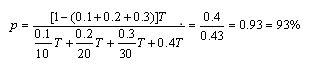 p = [1-(0.1+0.2+0.3)]T / (0.1/10 T + 0.2/20 T + 0.3/30 T + 0.4T) = 0.4/0.43 = 0.93 = 93%